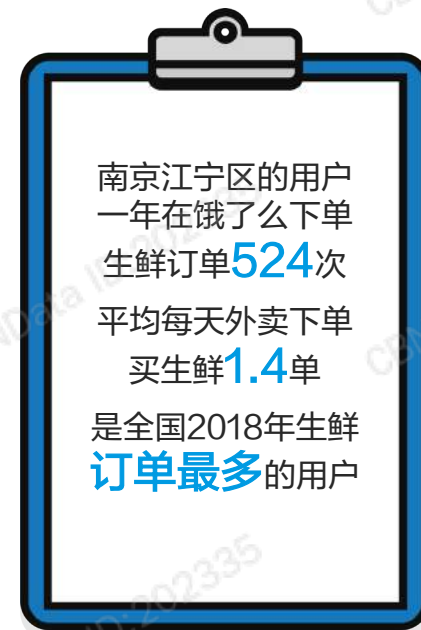 南京江宁区的用户
一年在饿了么下单
生鲜订单524次
平均每天外卖下单
买生鲜1.4单
是全国2018年生鲜
订单最多的用户